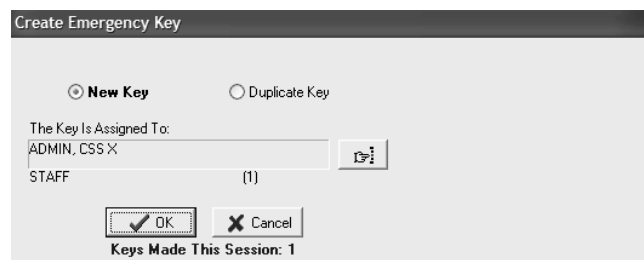 Create Emergency Key
New Key Duplicate Key
The Key Is Assigned To:
ADMIN, CSS X
STAFF (1)
OK Cancel
Keys Made This Session: 1